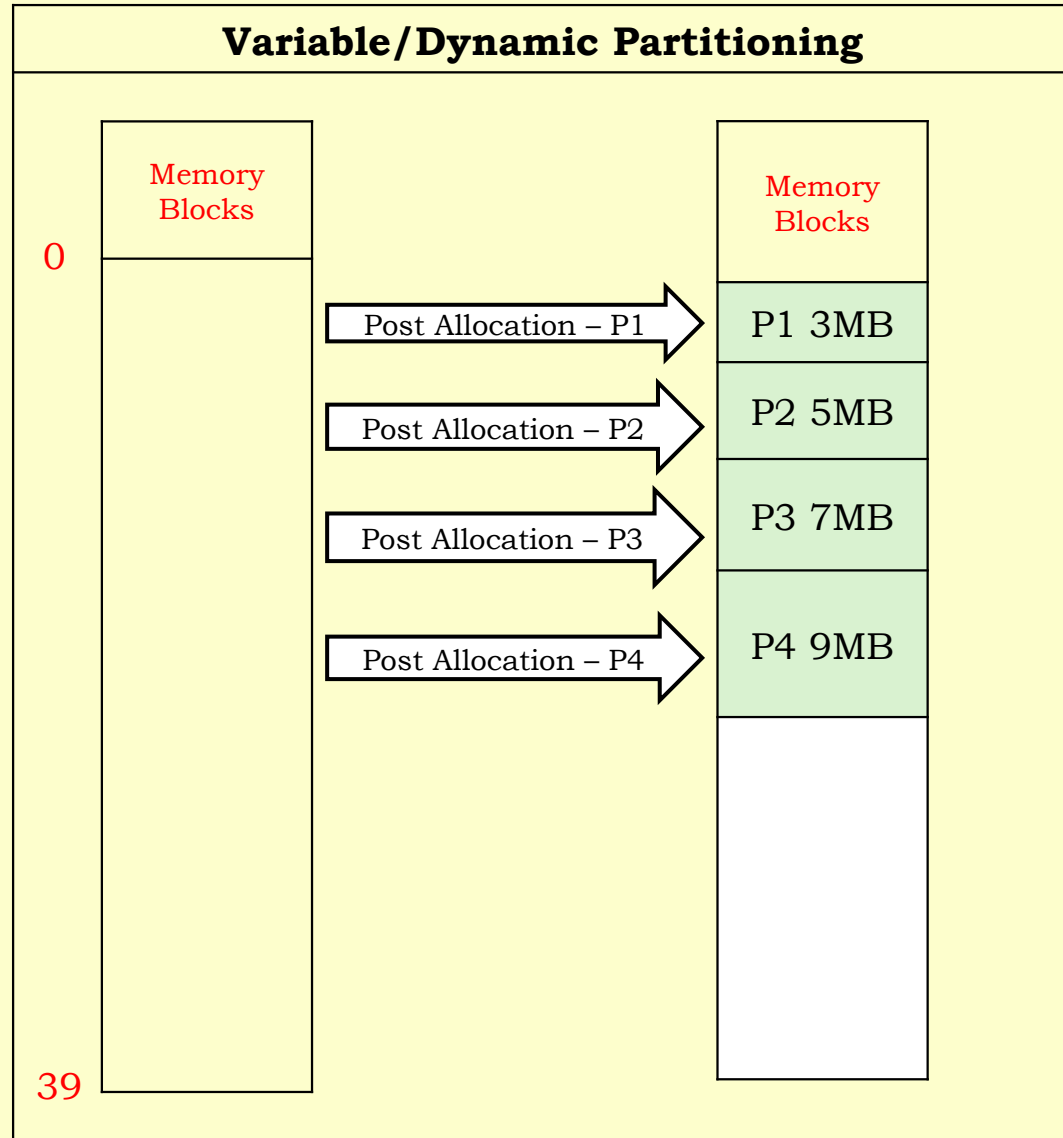 Variable/Dynamic Partitioning
Memory
Blocks
Memory
Blocks
0
Post Allocation – P1
P1 3MB
Post Allocation – P2
P2 5MB
Post Allocation – P3
P3 7MB
Post Allocation – P4
P4 9MB
39